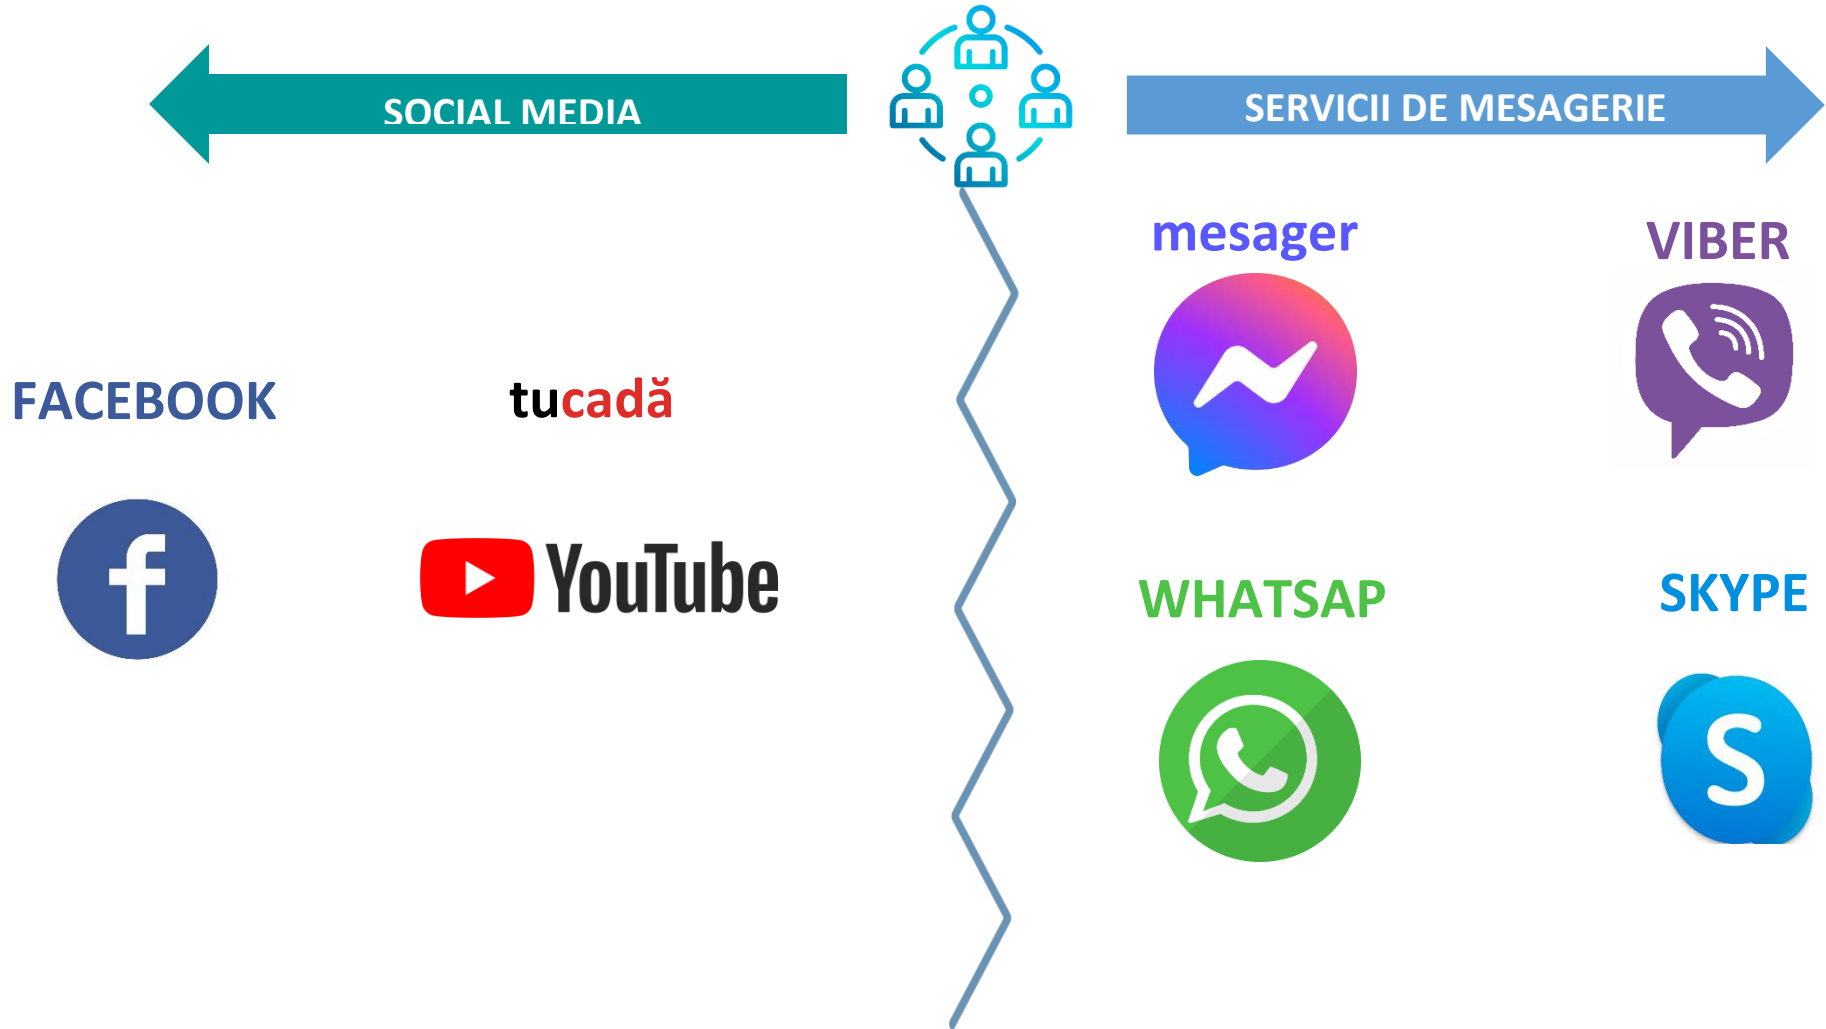 SOCIAL MEDIA
SERVICII DE MESAGERIE
FACEBOOK
tucadă
f
YouTube
mesager
VIBER
WHATSAP
SKYPE
S